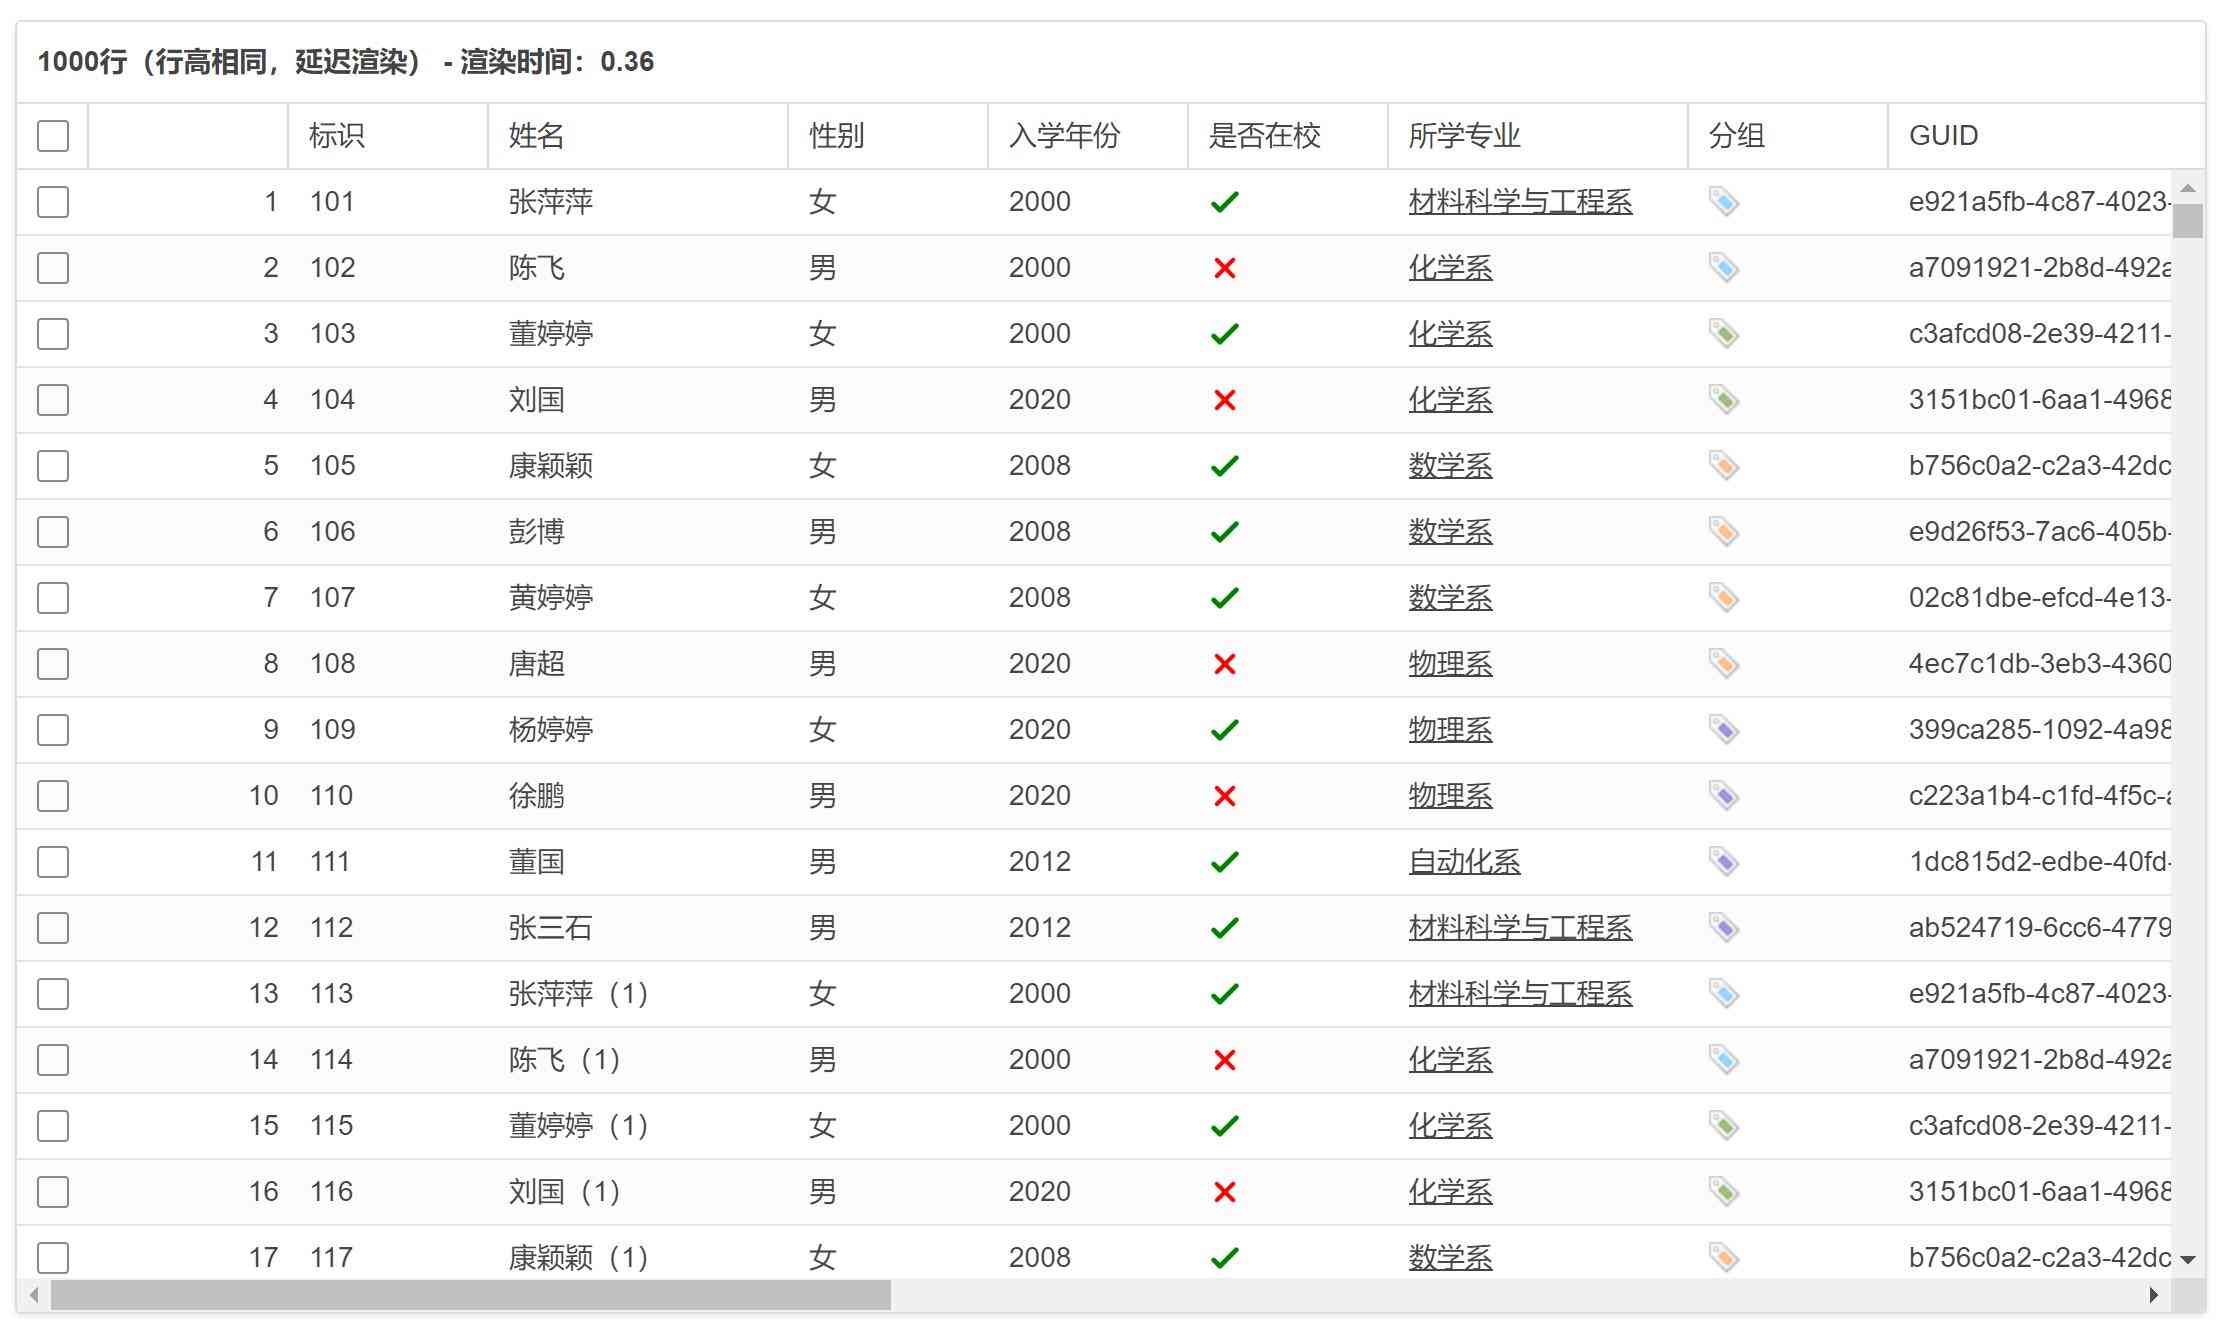 1000行（行高相同，延迟渲染） - 渲染时间：0.36
标识 姓名 性别 入学年份 是否在校 所学专业 分组 GUID
1 101 张萍萍 女 2000 材料科学与工程系 e921a5fb-4c87-4023-
2 102 陈飞 男 2000 化学系 a7091921-2b8d-492a
3 103 董婷婷 女 2000 化学系 c3afcd08-2e39-4211-
4 104 刘国 男 2020 化学系 3151bc01-6aa1-4968
5 105 康颖颖 女 2008 数学系 b756c0a2-c2a3-42dc
6 106 彭博 男 2008 数学系 e9d26f53-7ac6-405b-
7 107 黄婷婷 女 2008 数学系 02c81dbe-efcd-4e13-
8 108 唐超 男 2020 物理系 4ec7c1db-3eb3-4360
9 109 杨婷婷 女 2020 物理系 399ca285-1092-4a98
10 110 徐鹏 男 2020 物理系 c223a1b4-c1fd-4f5c-a
11 111 董国 男 2012 自动化系 1dc815d2-edbe-40fd-
12 112 张三石 男 2012 材料科学与工程系 ab524719-6cc6-4779
13 113 张萍萍（1） 女 2000 材料科学与工程系 e921a5fb-4c87-4023-
14 114 陈飞（1） 男 2000 化学系 a7091921-2b8d-492a
15 115 董婷婷（1） 女 2000 化学系 c3afcd08-2e39-4211-
16 116 刘国（1） 男 2020 化学系 3151bc01-6aa1-4968
17 117 康颖颖（1） 女 2008 数学系 b756c0a2-c2a3-42dc